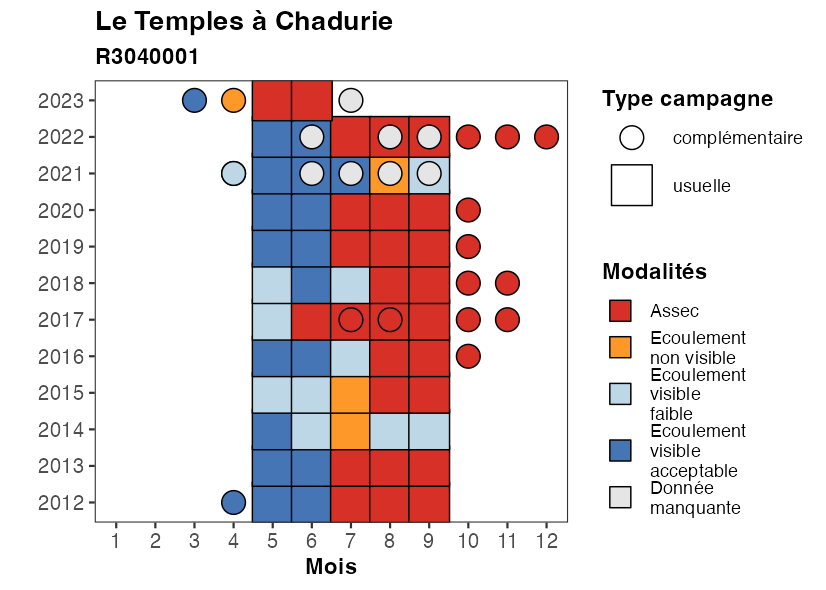 Le Temples à Chadurie
R3040001
2023
2022
2021
2020
2019
2018
2017
2016
2015
2014
2013
2012
1 2 3 4 5 6 7 8 9 10 11 12
Mois
Type campagne
complémentaire
usuelle
Modalités
Assec
Ecoulement
non visible
Ecoulement
visible
faible
Ecoulement
visible
acceptable
Donnée
manquante